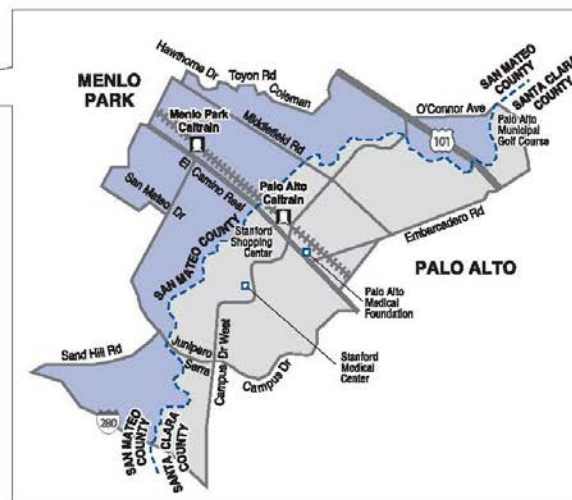 Hawthorne Dr
Toyon Rd
Coleman
MENLO
PARK
Menlo Park
Caltrain
Middlefield Rd
SAN MATEO
COUNTY
SANTA CLARA
COUNTY
O'Connor Ave
101
Palo Alto
Municipal
Golf Course
El Camino Real
San Mateo Dr
Palo Alto
Caltrain
Embarcadero Rd
SAN MATEO COUNTY
Stanford
Shopping
Center
PALO ALTO
Palo Alto
Medical
Foundation
Sand Hill Rd
Junipero
Serra
Campus Dr West
Campus Dr
Stanford
Medical
Center
280
SAN MATEO
COUNTY
SANTA CLARA
COUNTY